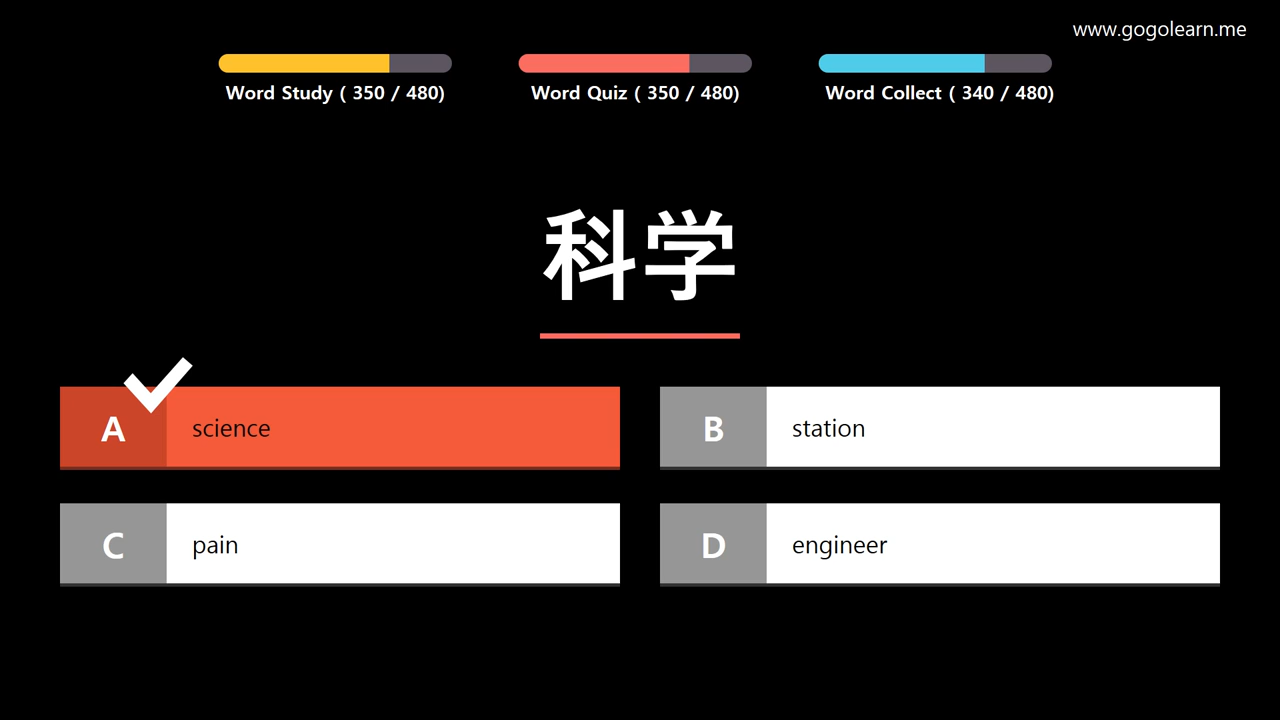 www.gogolearn.me
Word Study ( 350 / 480)
Word Quiz ( 350 / 480)
Word Collect ( 340 / 480)
科学
A science
B station
C pain
D engineer